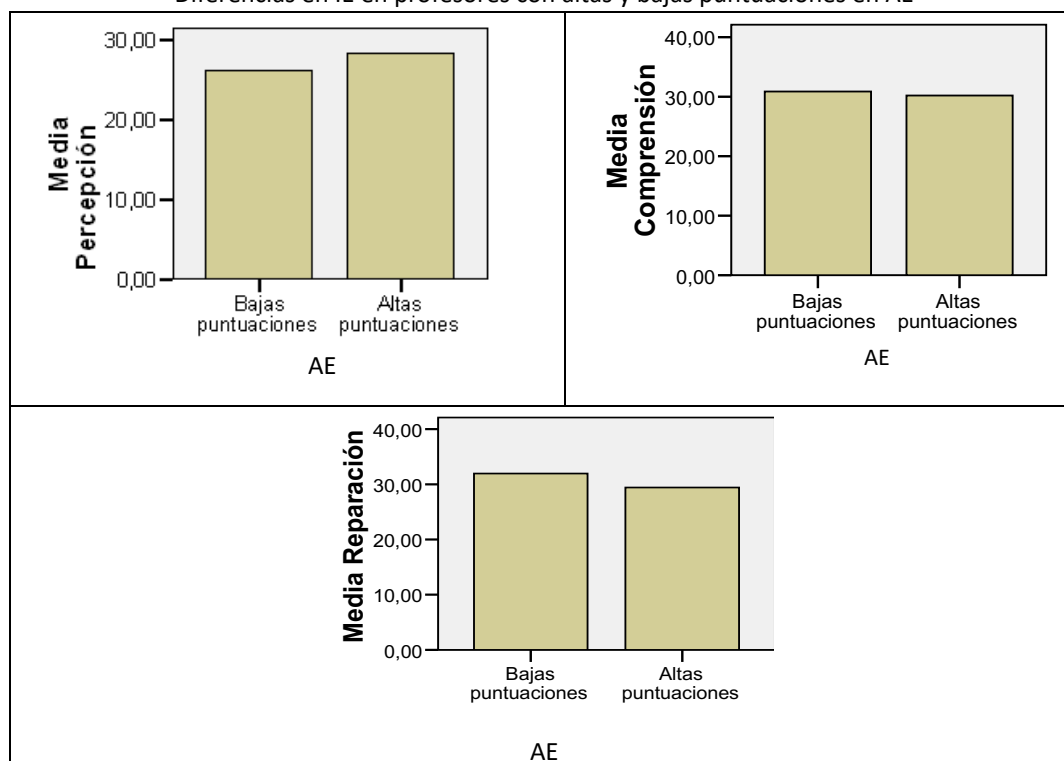 Diferencias en IE en profesores con altas y bajas puntuaciones en AE
30,00
20,00
10,00
0,00
Media
Percepción
Bajas
puntuaciones
Altas
puntuaciones
AE
40,00
30,00
20,00
10,00
0,00
Media
Comprensión
Bajas
puntuaciones
Altas
puntuaciones
AE
40,00
30,00
20,00
10,00
0,00
Media Reparación
Bajas
puntuaciones
Altas
puntuaciones
AE